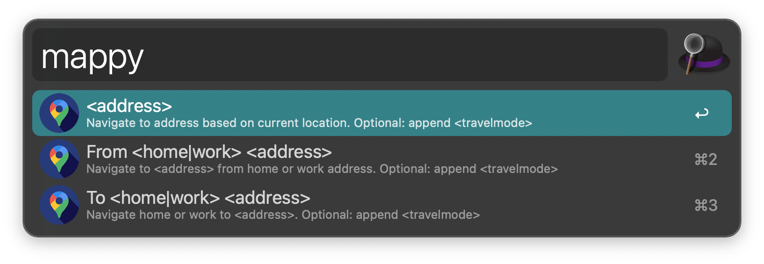 mappy
<address>
Navigate to address based on current location. Optional: append <travelmode>
↩
From <home|work> <address>
Navigate to <address> from home or work address. Optional: append <travelmode>
⌘2
To <home|work> <address>
Navigate home or work to <address>. Optional: append <travelmode>
⌘3